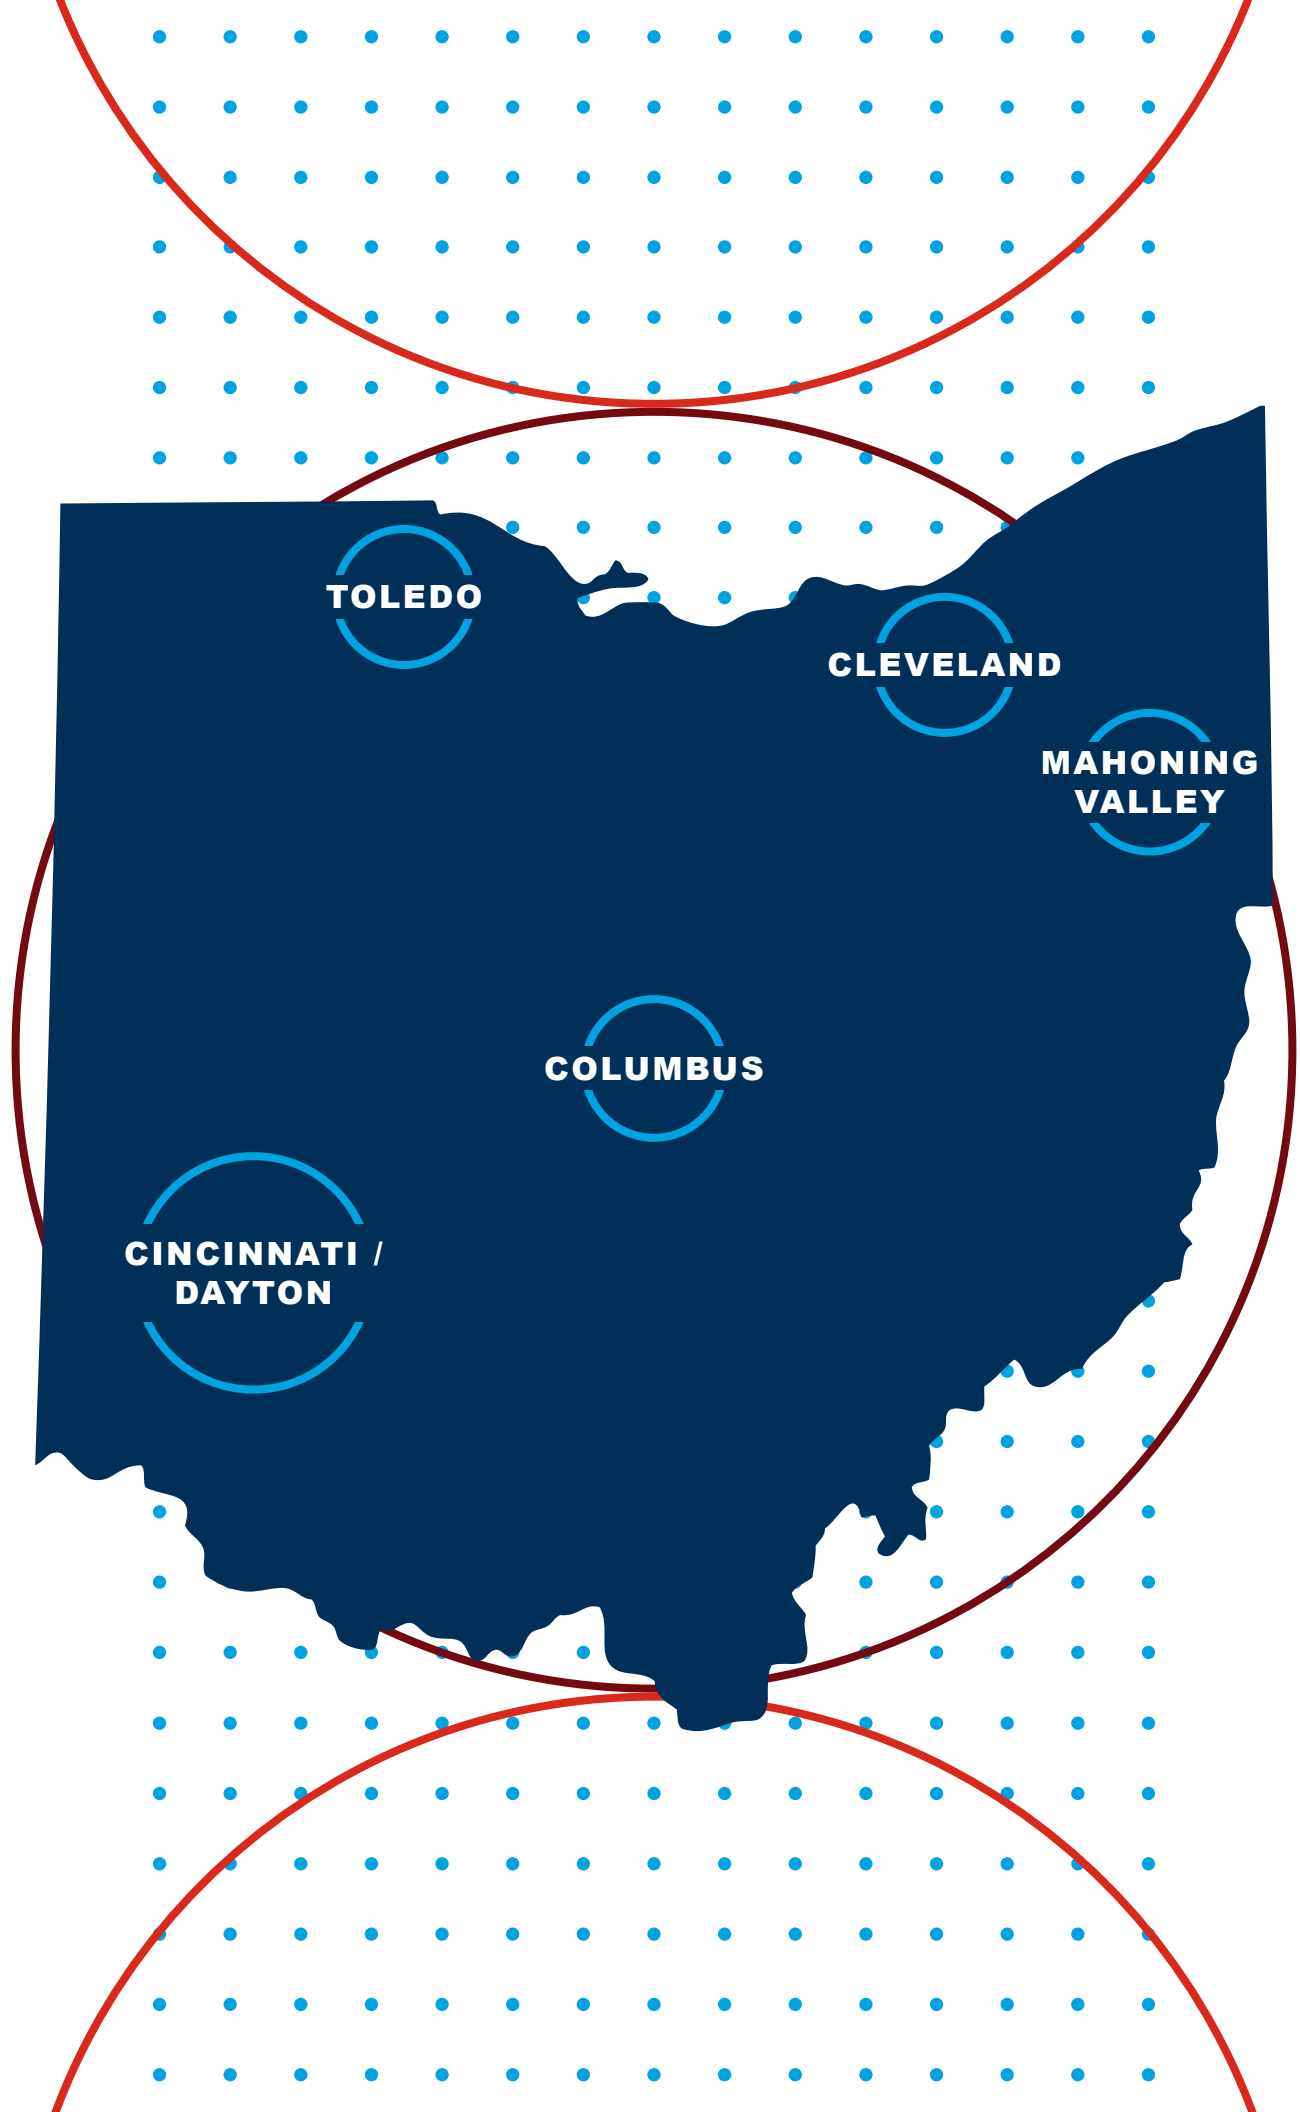 TOLEDO
CLEVELAND
MAHONING
VALLEY
COLUMBUS
CINCINNATI /
DAYTON